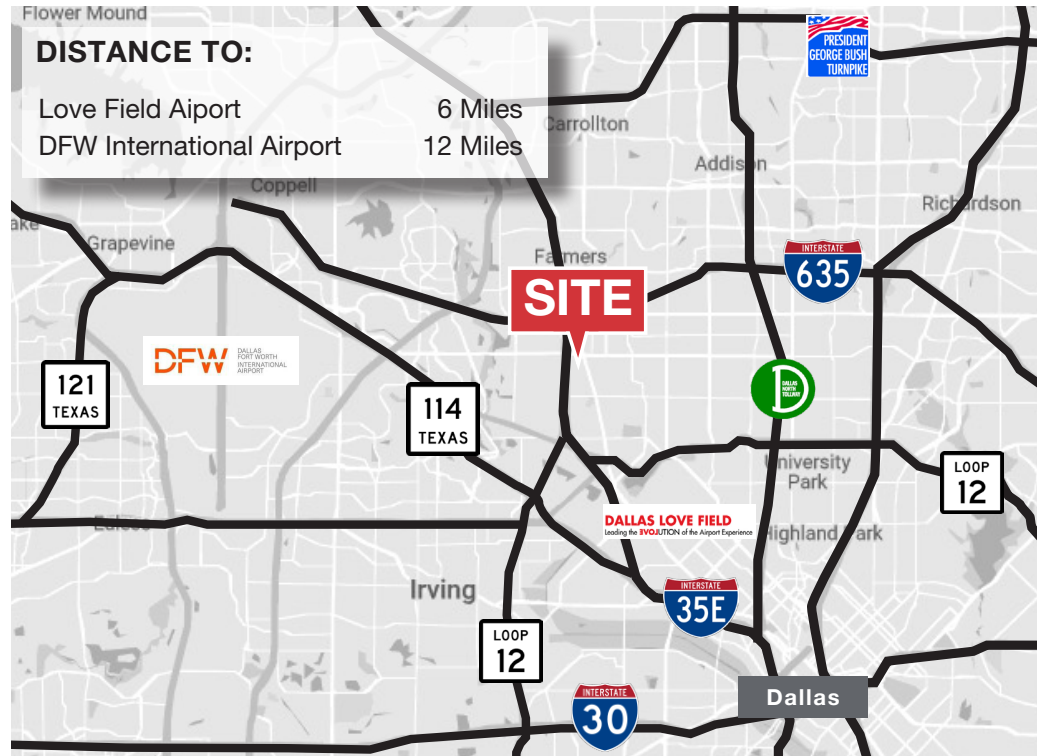 Flower Mound
DISTANCE TO:
Love Field Aiport 6 Miles
DFW International Airport 12 Miles
PRESIDENT
GEORGE BUSH
TURNPIKE
Carrollton
Addison
Coppell
Richardson
ake
Grapevine
Farmers
INTERSTATE
635
SITE
DFW
DALLAS
FORT WORTH
INTERNATIONAL
AIRPORT
121
TEXAS
114
TEXAS
D
DALLAS
NORTH
TOLLWAY
University
Park
LOOP
12
DALLAS LOVE FIELD
Leading the EVOLUTION of the Airport Experience
Highland Park
Euless
Irving
INTERSTATE
35E
LOOP
12
Dallas
INTERSTATE
30